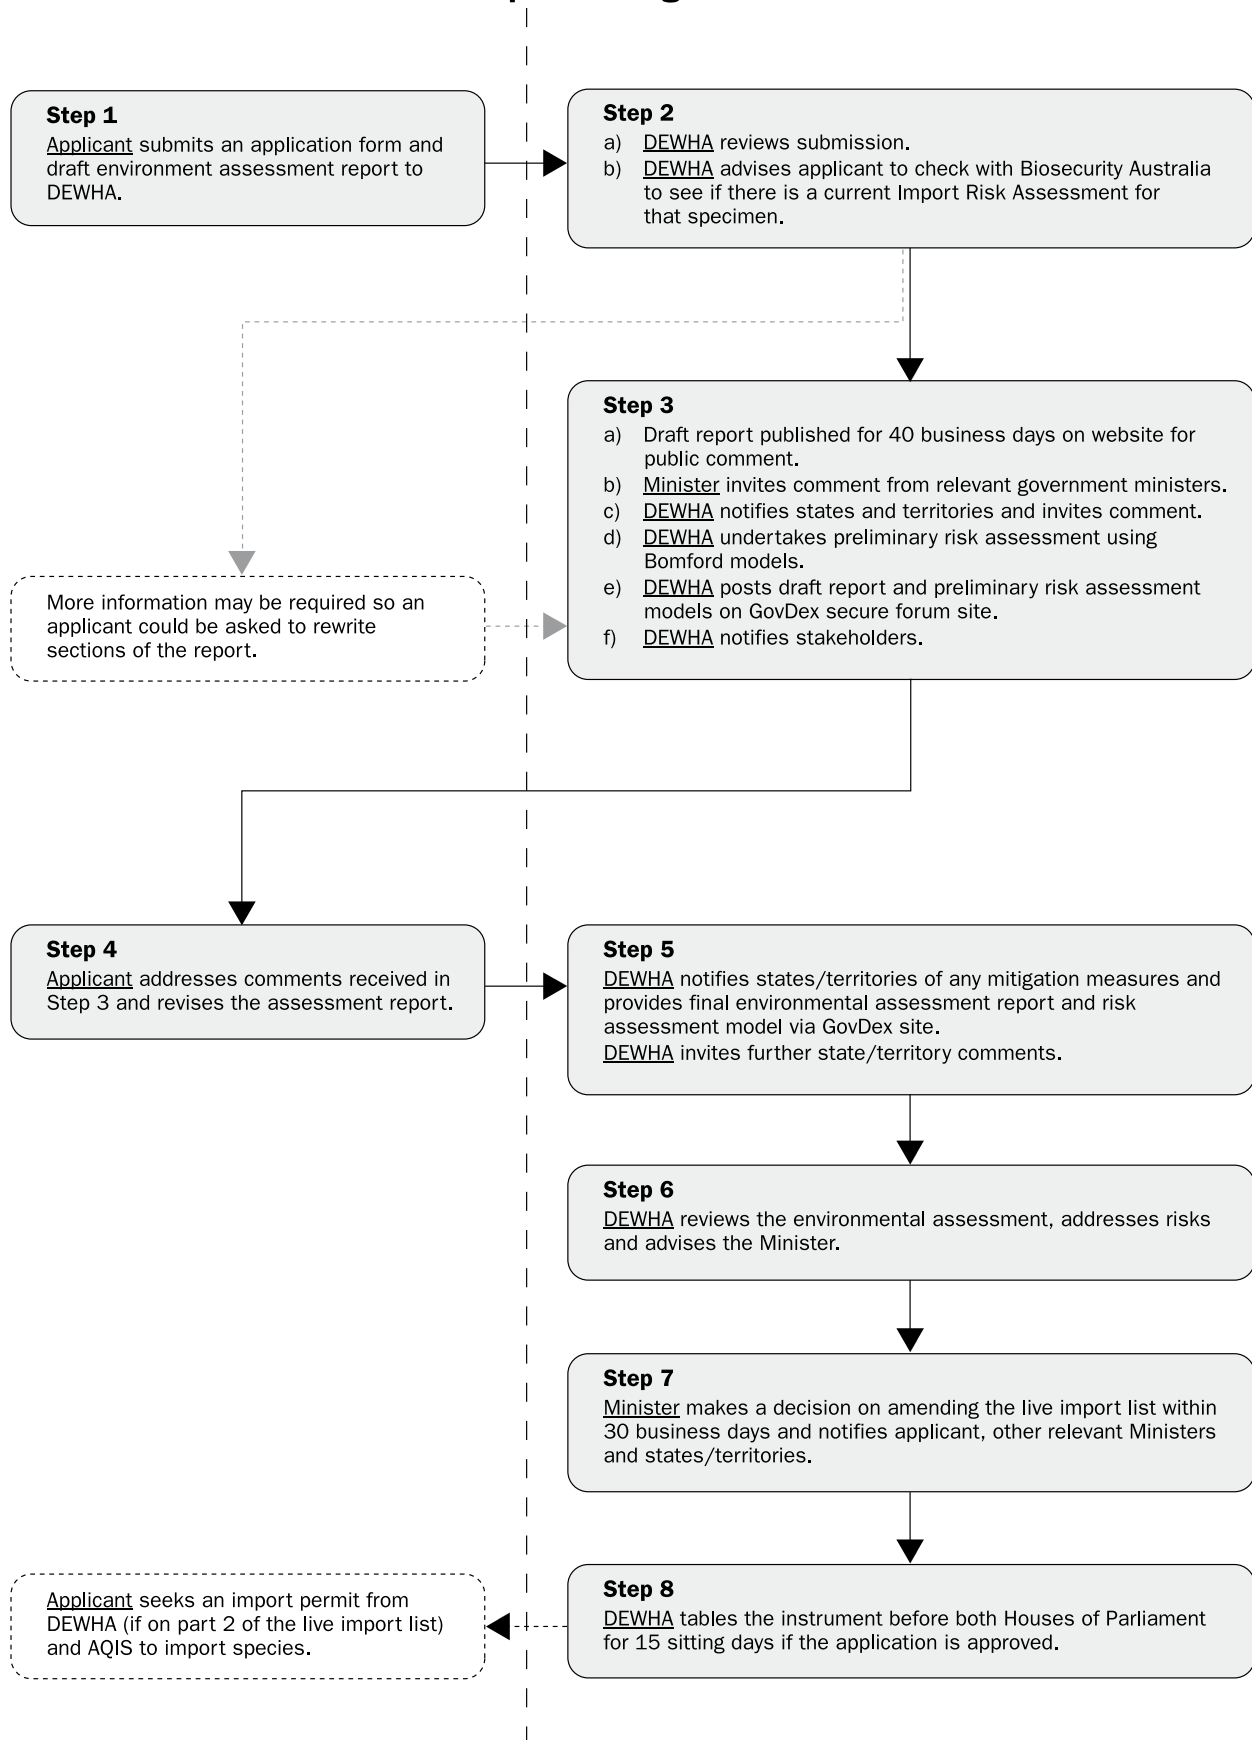 Step 1
Applicant submits an application form and
draft environment assessment report to
DEWHA.
Step 2
a) DEWHA reviews submission.
b) DEWHA advises applicant to check with Biosecurity Australia
to see if there is a current Import Risk Assessment for
that specimen.
Step 3
a) Draft report published for 40 business days on website for
public comment.
b) Minister invites comment from relevant government ministers.
c) DEWHA notifies states and territories and invites comment.
d) DEWHA undertakes preliminary risk assessment using
Bomford models.
e) DEWHA posts draft report and preliminary risk assessment
models on GovDex secure forum site.
f) DEWHA notifies stakeholders.
More information may be required so an
applicant could be asked to rewrite
sections of the report.
Step 4
Applicant addresses comments received in
Step 3 and revises the assessment report.
Step 5
DEWHA notifies states/territories of any mitigation measures and
provides final environmental assessment report and risk
assessment model via GovDex site.
DEWHA invites further state/territory comments.
Step 6
DEWHA reviews the environmental assessment, addresses risks
and advises the Minister.
Step 7
Minister makes a decision on amending the live import list within
30 business days and notifies applicant, other relevant Ministers
and states/territories.
Step 8
DEWHA tables the instrument before both Houses of Parliament
for 15 sitting days if the application is approved.
Applicant seeks an import permit from
DEWHA (if on part 2 of the live import list)
and AQIS to import species.